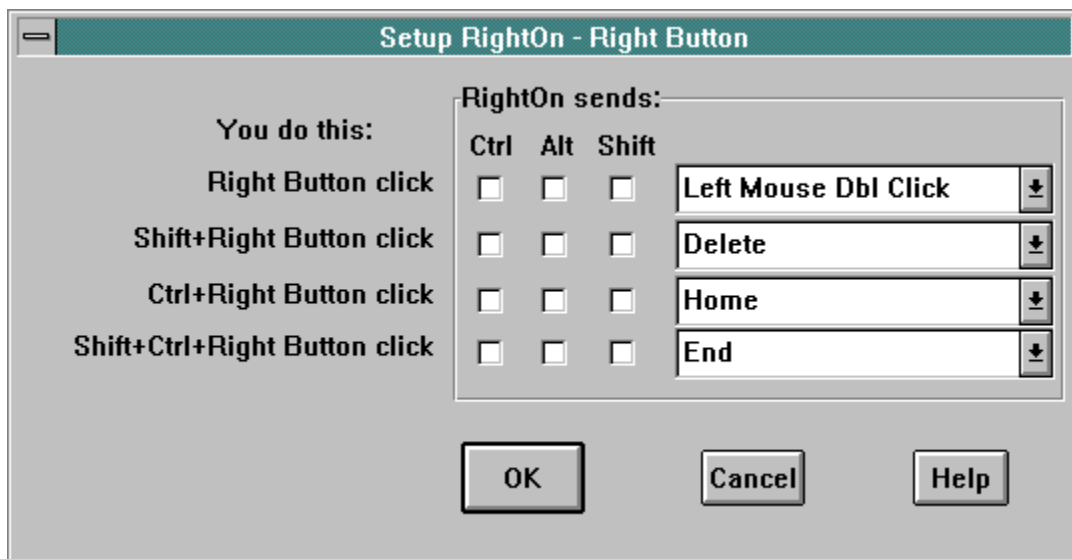 Setup RightOn - Right Button
RightOn sends:
You do this:
Ctrl Alt Shift
Right Button click Left Mouse Dbl Click
Shift+Right Button click Delete
Ctrl+Right Button click Home
Shift+Ctrl+Right Button click End
OK Cancel Help